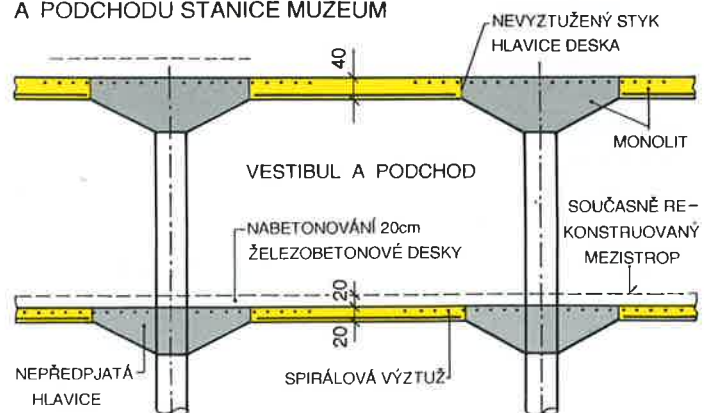 A PODCHODU STANICE MUZEUM
NEVYZTUŽENÝ STYK
HLAVICE DESKA
40
MONOLIT
VESTIBUL A PODCHOD
SOUČASNĚ RE-
KONSTRUOVANÝ
MEZISTROP
NABETONOVÁNÍ 20cm
ŽELEZOBETONOVÉ DESKY
20
20
NEPŘEDPJATÁ
HLAVICE
SPIRÁLOVÁ VÝZTUŽ